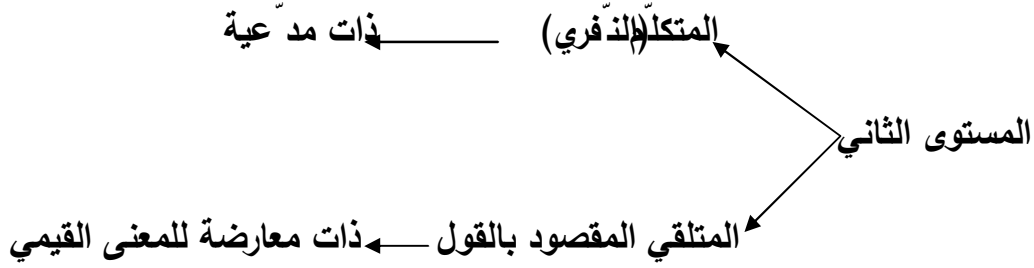 المتكلّم (النّفري) ذات مدّعية
المستوى الثاني
المتلقي المقصود بالقول ذات معارضة للمعنى القيمي